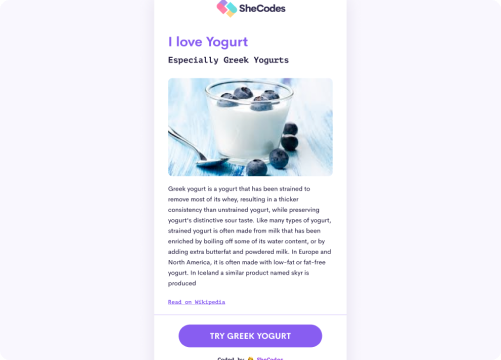 SheCodes
I love Yogurt
Especially Greek Yogurts
Greek yogurt is a yogurt that has been strained to
remove most of its whey, resulting in a thicker
consistency than unstrained yogurt, while preserving
yogurt's distinctive sour taste. Like many types of yogurt,
strained yogurt is often made from milk that has been
enriched by boiling off some of its water content, or by
adding extra butterfat and powdered milk. In Europe and
North America, it is often made with low-fat or fat-free
yogurt. In Iceland a similar product named skyr is
produced
Read on Wikipedia
TRY GREEK YOGURT
Coded by SheCodes